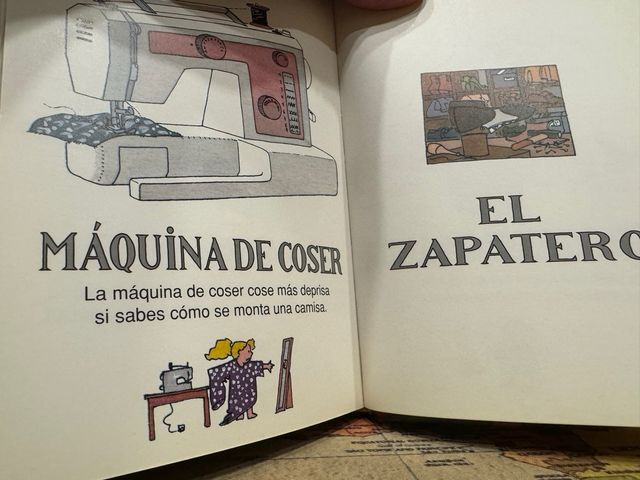 MÁQUINA DE COSER
La máquina de coser cose más deprisa
si sabes cómo se monta una camisa.
EL
ZAPATERO